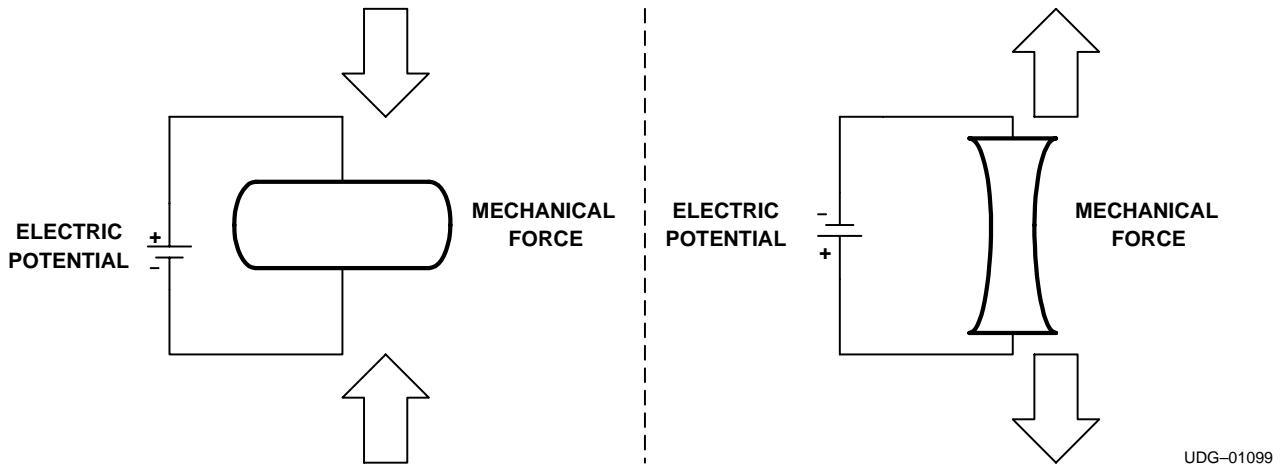 ELECTRIC
POTENTIAL
+
–
MECHANICAL
FORCE
ELECTRIC
POTENTIAL
–
+
MECHANICAL
FORCE
UDG–01099